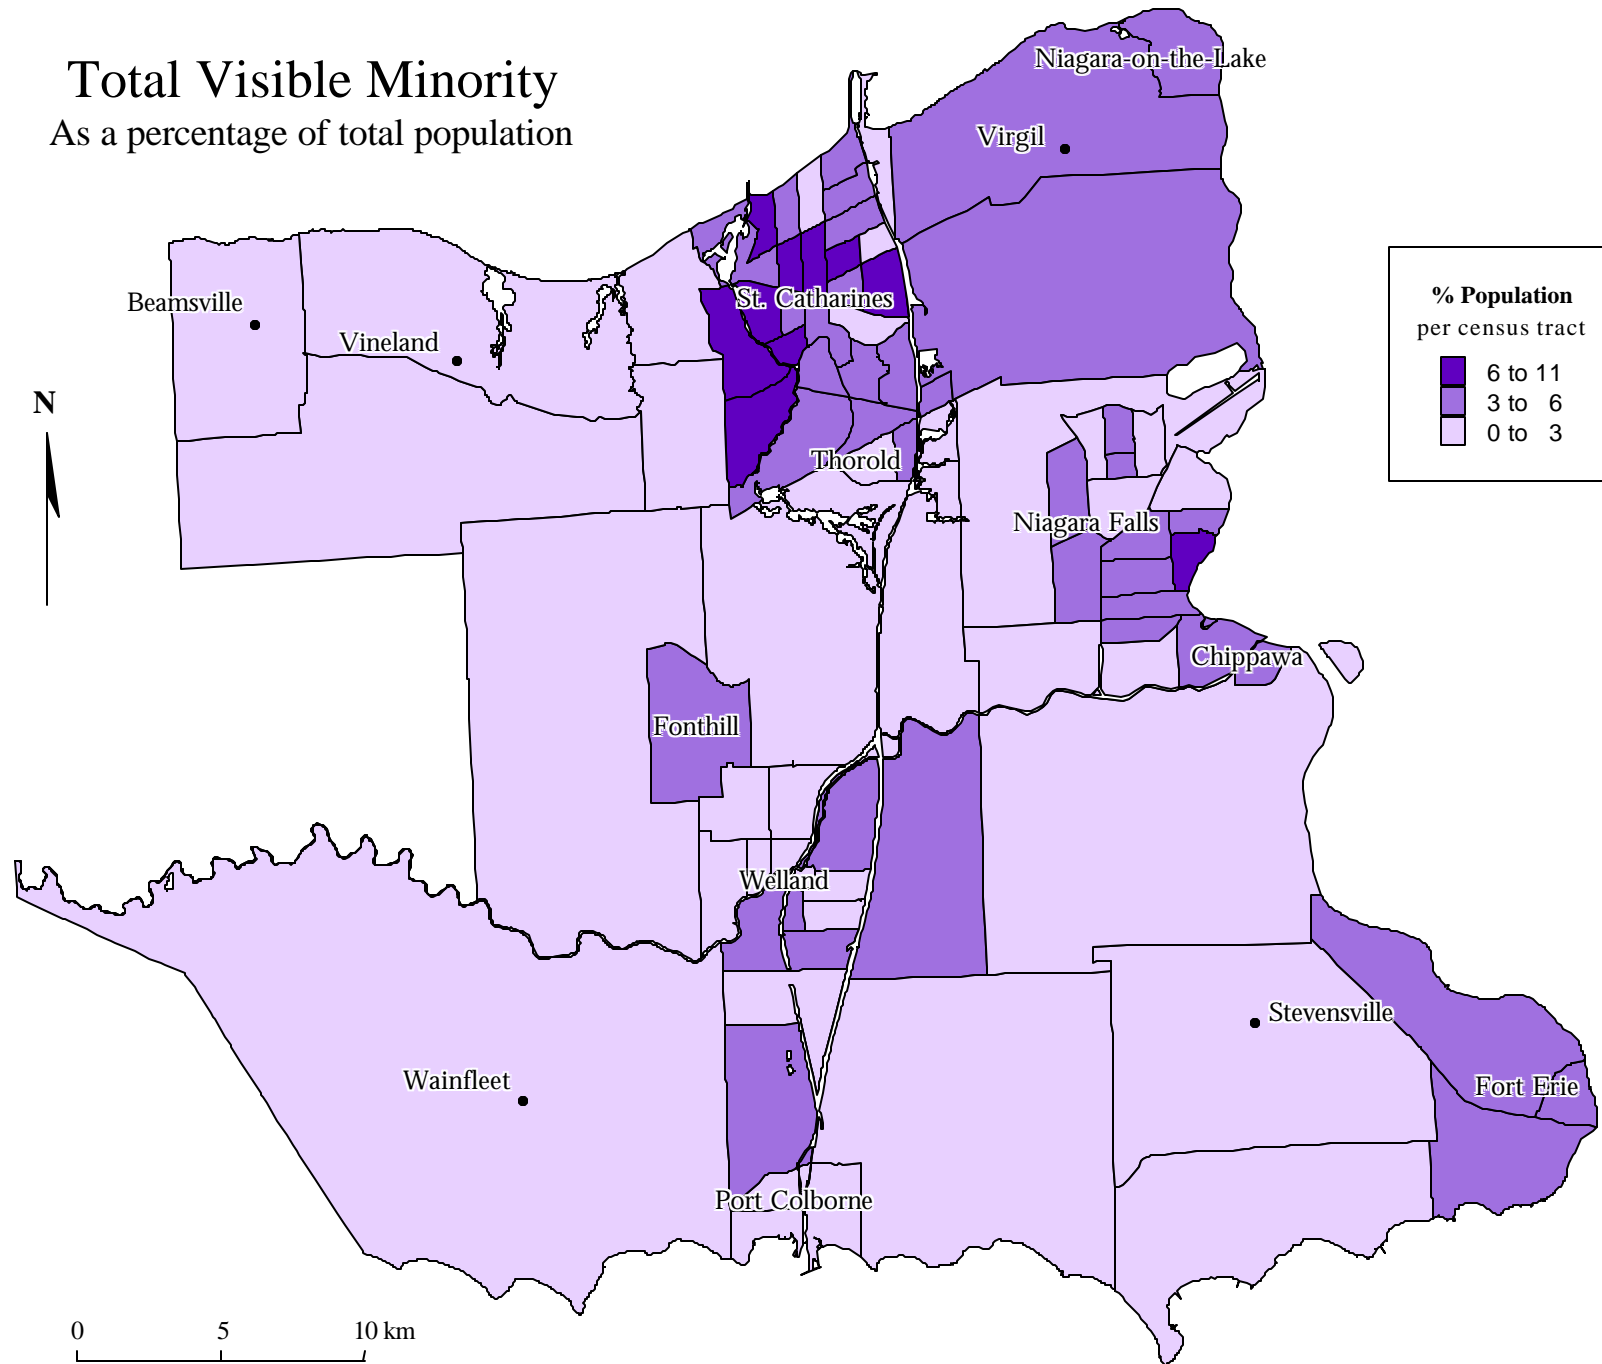 Total Visible Minority
As a percentage of total population
Niagara-on-the-Lake
Virgil
Beamsville
St. Catharines
Vineland
% Population
per census tract
6 to 11
3 to 6
0 to 3
N
Thorold
Niagara Falls
Chippawa
Fonthill
Welland
Stevensville
Wainfleet
Fort Erie
Port Colborne
0 5 10 km